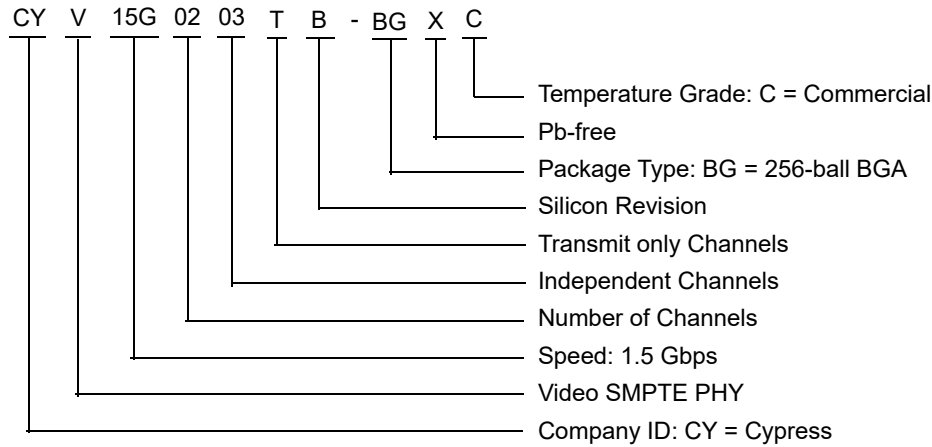 CY V 15G 02 03 T B - BG X C
Temperature Grade: C = Commercial
Pb-free
Package Type: BG = 256-ball BGA
Silicon Revision
Transmit only Channels
Independent Channels
Number of Channels
Speed: 1.5 Gbps
Video SMPTE PHY
Company ID: CY = Cypress